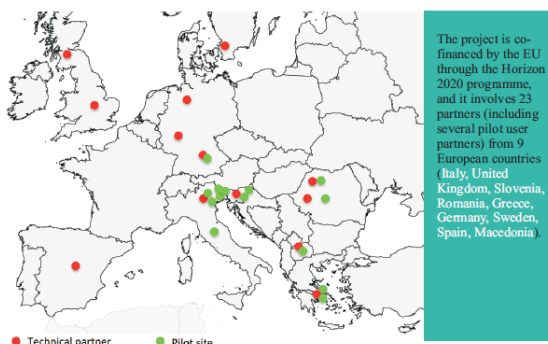 The project is co-
financed by the EU
through the Horizon
2020 programme,
and it involves 23
partners (including
several pilot user
partners) from 9
European countries
(Italy, United
Kingdom, Slovenia,
Romania, Greece,
Germany, Sweden,
Spain, Macedonia).
Technical partner
Pilot site